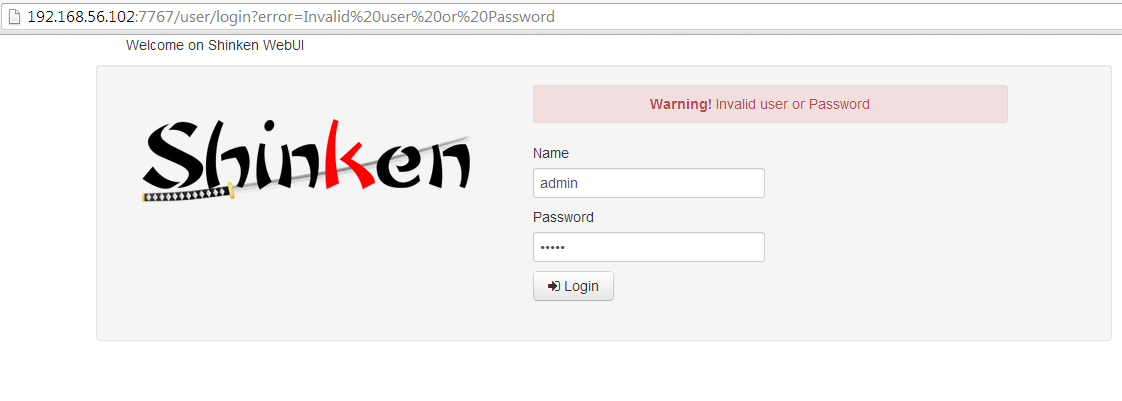 192.168.56.102:7767/user/login?error=Invalid%20user%20or%20Password
Welcome on Shinken WebUI
Shinken
Warning! Invalid user or Password
Name
admin
Password
•••••
Login